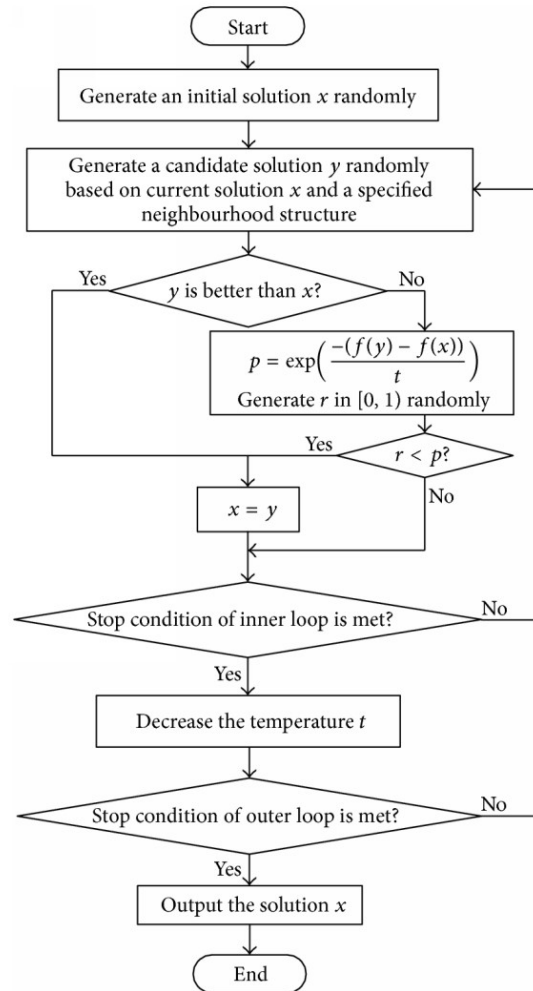 Start
Generate an initial solution x randomly
Generate a candidate solution y randomly
based on current solution x and a specified
neighbourhood structure
Yes
No
y is better than x?
p = exp(−(f(y) − f(x))/t)
Generate r in [0, 1) randomly
Yes
r < p?
No
x = y
Stop condition of inner loop is met?
No
Yes
Decrease the temperature t
Stop condition of outer loop is met?
No
Yes
Output the solution x
End